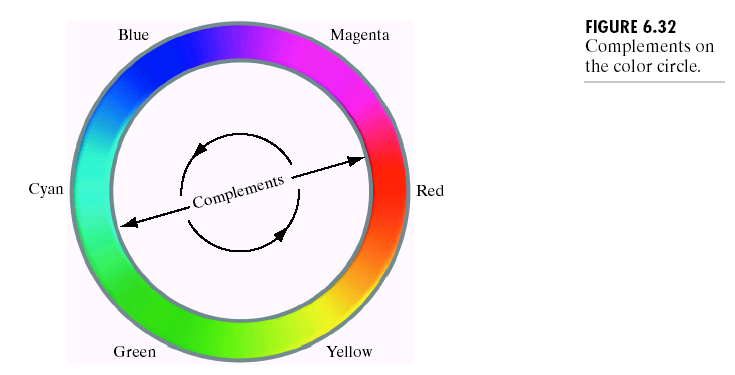 Blue
Magenta
Cyan
Complements
Red
Green
Yellow
FIGURE 6.32
Complements on
the color circle.